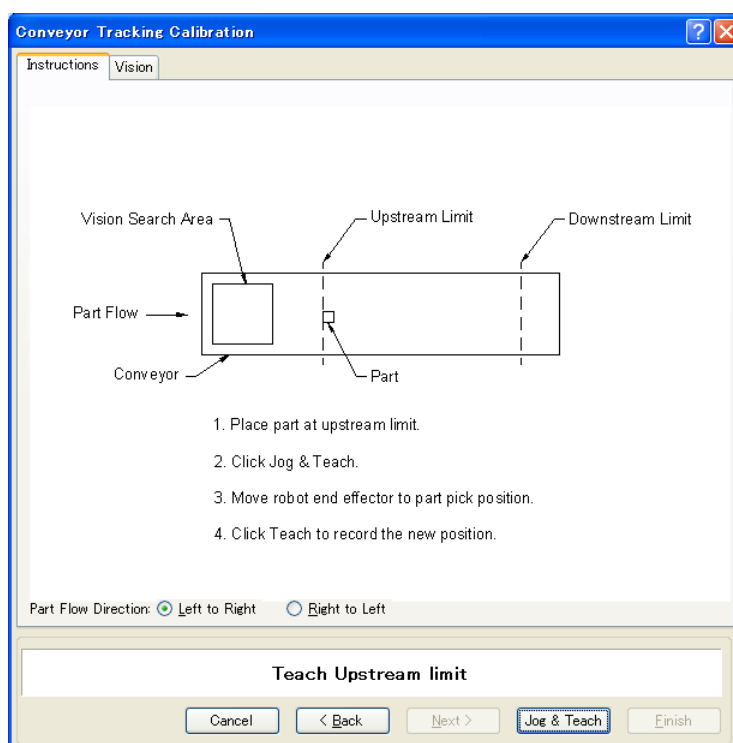 Conveyor Tracking Calibration
Instructions Vision
Vision Search Area
Upstream Limit
Downstream Limit
Part Flow
Conveyor
Part
1. Place part at upstream limit.
2. Click Jog & Teach.
3. Move robot end effector to part pick position.
4. Click Teach to record the new position.
Part Flow Direction: Left to Right Right to Left
Teach Upstream limit
Cancel < Back Next > Jog & Teach Finish